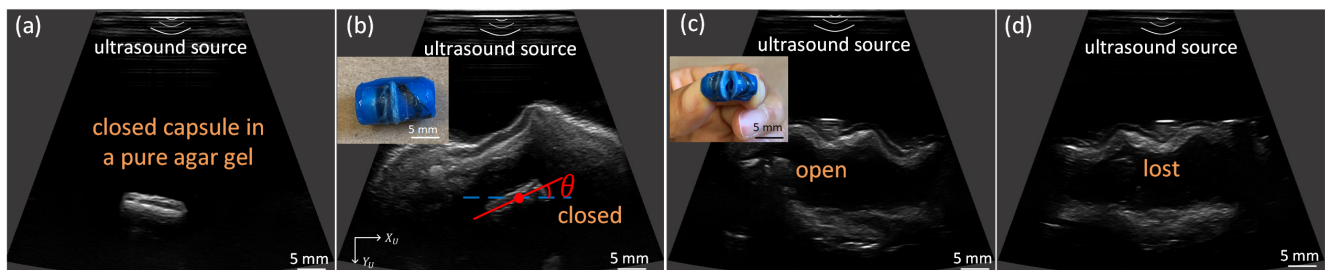 (a)
ultrasound source
closed capsule in
a pure agar gel
5 mm
(b)
ultrasound source
5 mm
θ
closed
X_U
Y_U
5 mm
(c)
ultrasound source
5 mm
open
5 mm
(d)
ultrasound source
lost
5 mm